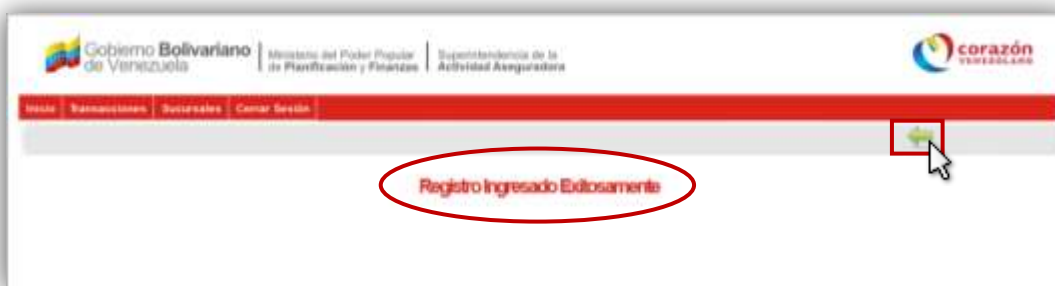 Gobierno Bolivariano
de Venezuela
Ministerio del Poder Popular
de Planificación y Finanzas
Superintendencia de la
Actividad Aseguradora
corazón
VENEZOLANO
Inicio Transacciones Sucursales Cerrar Sesión
Registro Ingresado Exitosamente